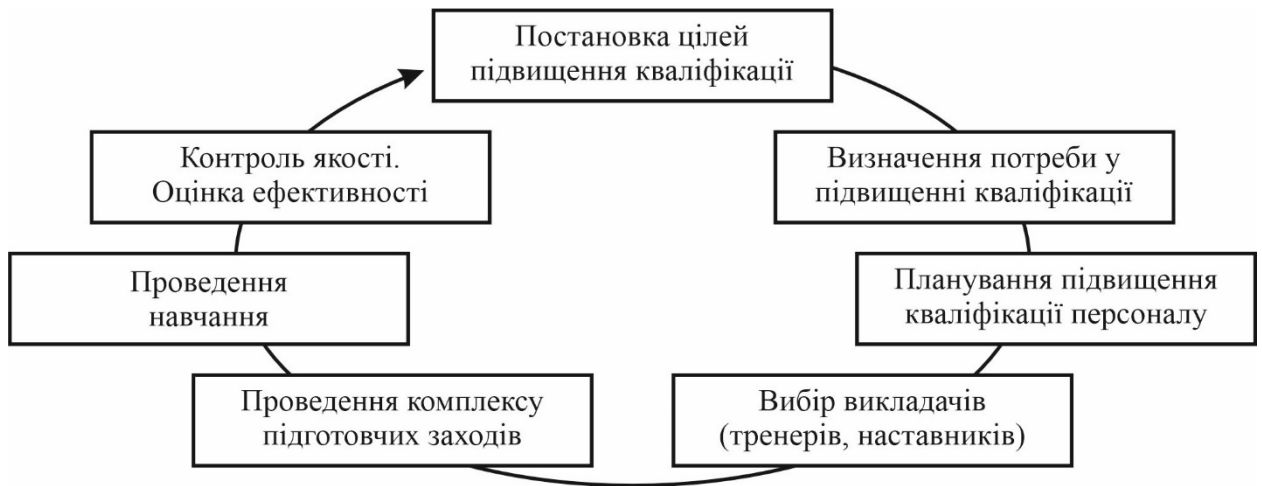 Постановка цілей
підвищення кваліфікації
Визначення потреби у
підвищенні кваліфікації
Планування підвищення
кваліфікації персоналу
Вибір викладачів
(тренерів, наставників)
Проведення комплексу
підготовчих заходів
Проведення
навчання
Контроль якості.
Оцінка ефективності